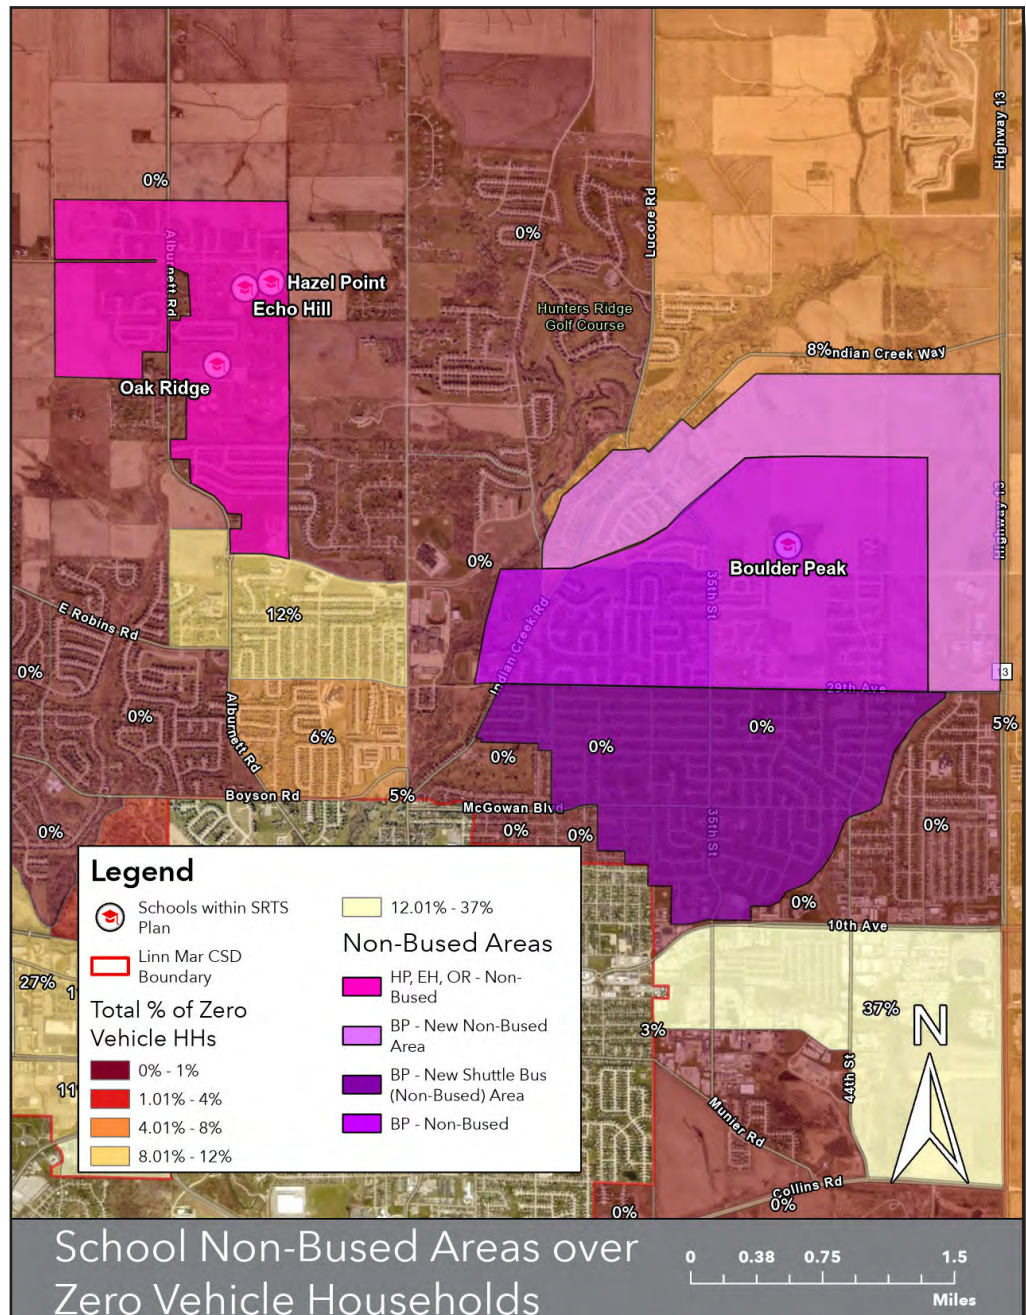 0%
Highway 13
Lucore Rd
0%
Alburnett Rd
Hazel Point
Echo Hill
Hunters Ridge
Golf Course
8%
Indian Creek Way
Oak Ridge
Highway 13
0%
Boulder Peak
35th St
12%
E Robins Rd
Indian Creek Rd
0%
13
29th Ave
0%
Alburnett Rd
6%
0%
0%
0%
5%
Boyson Rd
5%
McGowan Blvd
35th St
0%
0%
0%
0%
0%
10th Ave
27%
37%
N
3%
44th St
11%
Munier Rd
Collins Rd
0%
0%
Legend
Schools within SRTS
Plan
Linn Mar CSD
Boundary
Total % of Zero
Vehicle HHs
0% - 1%
1.01% - 4%
4.01% - 8%
8.01% - 12%
12.01% - 37%
Non-Bused Areas
HP, EH, OR - Non-
Bused
BP - New Non-Bused
Area
BP - New Shuttle Bus
(Non-Bused) Area
BP - Non-Bused
School Non-Bused Areas over
Zero Vehicle Households
0 0.38 0.75 1.5
Miles